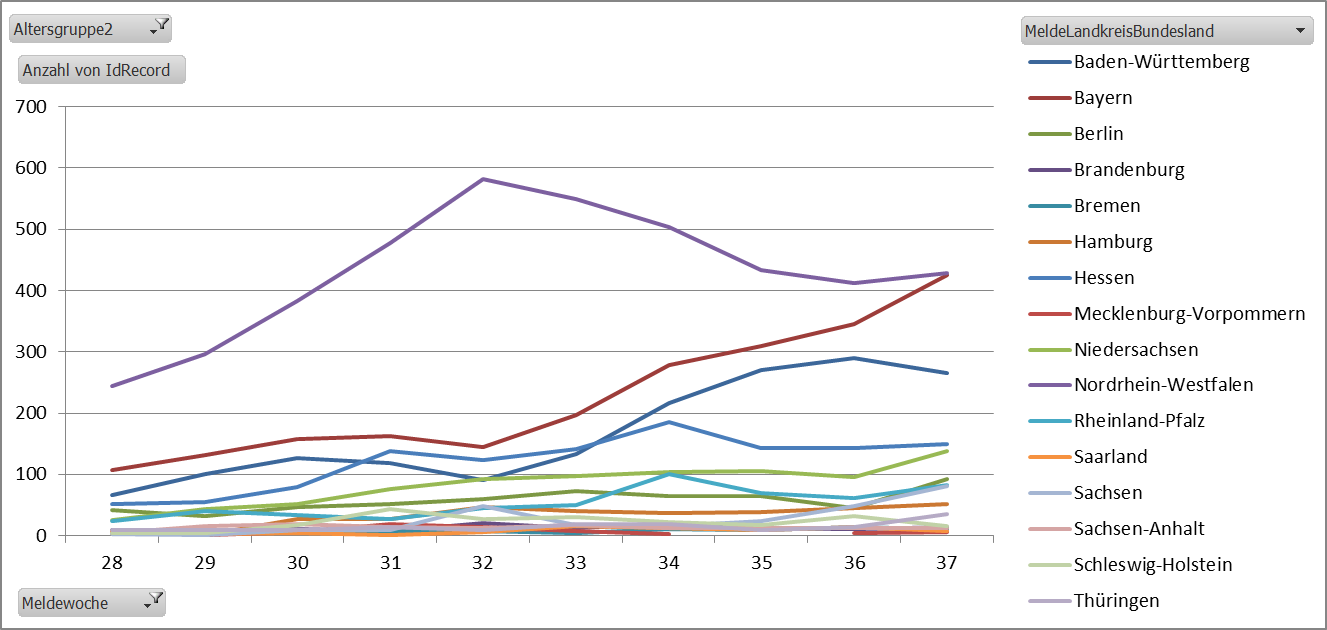 Altersgruppe2
Anzahl von IdRecord
700
600
500
400
300
200
100
0
28 29 30 31 32 33 34 35 36 37
Meldewoche
MeldeLandkreisBundesland
Baden-Württemberg
Bayern
Berlin
Brandenburg
Bremen
Hamburg
Hessen
Mecklenburg-Vorpommern
Niedersachsen
Nordrhein-Westfalen
Rheinland-Pfalz
Saarland
Sachsen
Sachsen-Anhalt
Schleswig-Holstein
Thüringen